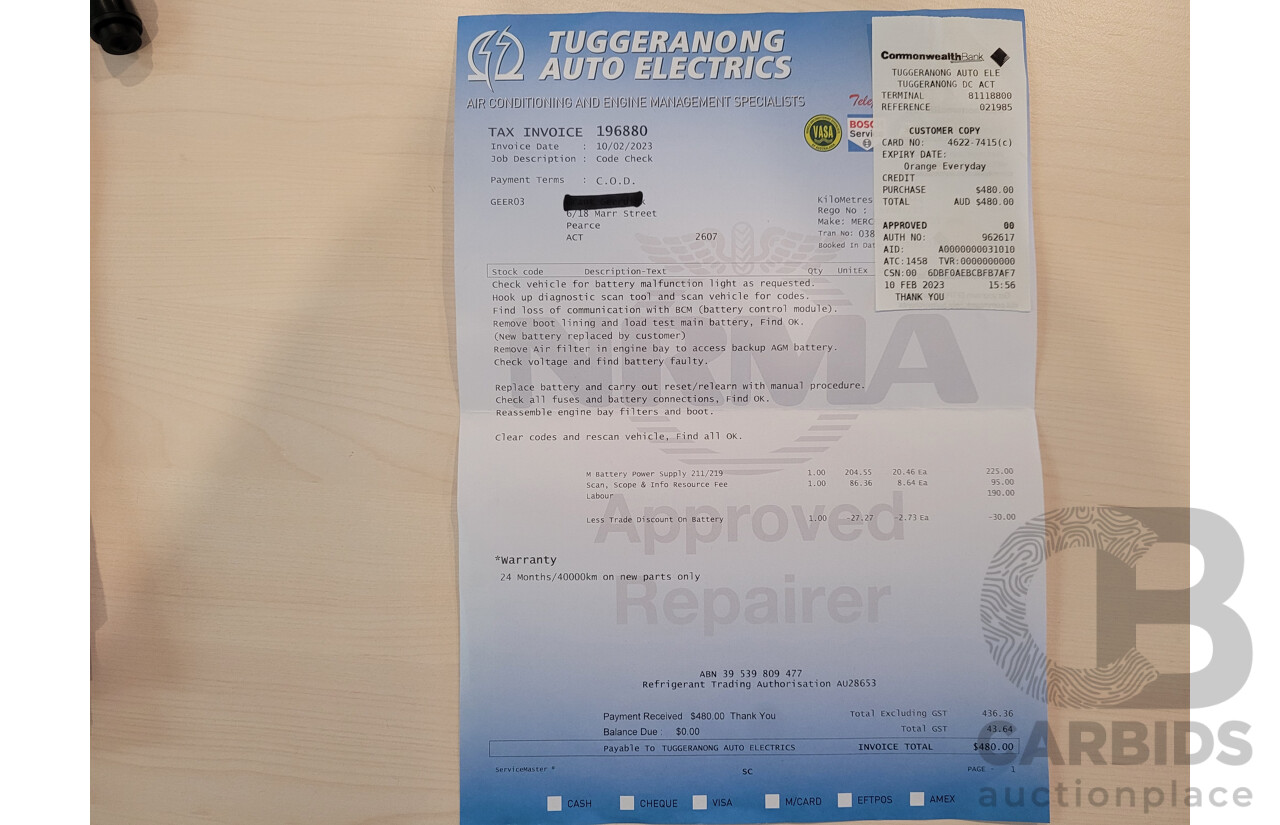 TUGGERANONG
AUTO ELECTRICS
AIR CONDITIONING AND ENGINE MANAGEMENT SPECIALISTS
VASA
TAX INVOICE 196880
Invoice Date : 10/02/2023
Job Description : Code Check
Payment Terms : C.O.D.
GEER03
6/18 Marr Street
Pearce
ACT 2607
KiloMetres
Rego No :
Make: MERC
Tran No: 038
Booked In Dat
Stock code Description-Text Qty UnitEx
Check vehicle for battery malfunction light as requested.
Hook up diagnostic scan tool and scan vehicle for codes.
Find loss of communication with BCM (battery control module).
Remove boot lining and load test main battery, Find OK.
(New battery replaced by customer)
Remove Air filter in engine bay to access backup AGM battery.
Check voltage and find battery faulty.
Replace battery and carry out reset/relearn with manual procedure.
Check all fuses and battery connections, Find OK.
Reassemble engine bay filters and boot.
Clear codes and rescan vehicle, Find all OK.
M Battery Power Supply 211/219 1.00 204.55 20.46 Ea 225.00
Scan, Scope & Info Resource Fee 1.00 86.36 8.64 Ea 95.00
Labour 190.00
Less Trade Discount On Battery 1.00 -27.27 -2.73 Ea -30.00
NRMA
Approved
Repairer
*Warranty
24 Months/40000km on new parts only
ABN 39 539 809 477
Refrigerant Trading Authorisation AU28653
Payment Received $480.00 Thank You Total Excluding GST 436.36
Balance Due : $0.00 Total GST 43.64
Payable To TUGGERANONG AUTO ELECTRICS INVOICE TOTAL $480.00
ServiceMaster * SC PAGE - 1
CASH CHEQUE VISA M/CARD EFTPOS AMEX
CommonwealthBank
TUGGERANONG AUTO ELE
TUGGERANONG DC ACT
TERMINAL 81118800
REFERENCE 021985
CUSTOMER COPY
CARD NO: 4622-7415(c)
EXPIRY DATE:
Orange Everyday
CREDIT
PURCHASE $480.00
TOTAL AUD $480.00
APPROVED 00
AUTH NO: 962617
AID: A0000000031010
ATC:1458 TVR:0000000000
CSN:00 6DBF0AEBCBFB7AF7
10 FEB 2023 15:56
THANK YOU
CB
CARBIDS
auctionplace